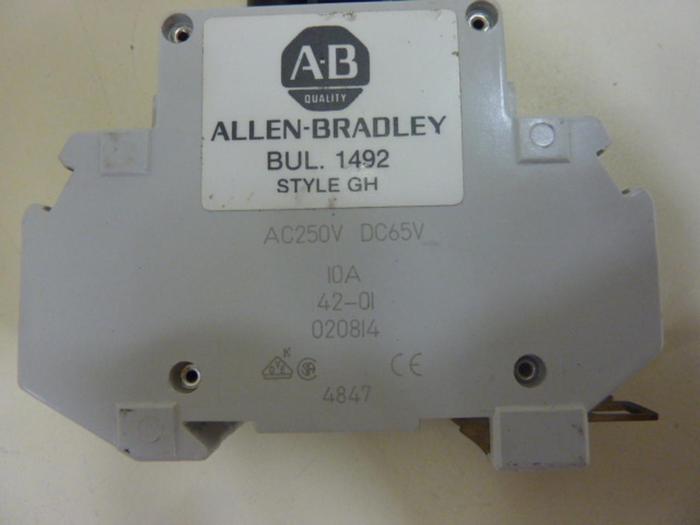 A-B
QUALITY
ALLEN-BRADLEY
BUL. 1492
STYLE GH
AC250V DC65V
10A
42-01
020814
CE
4847